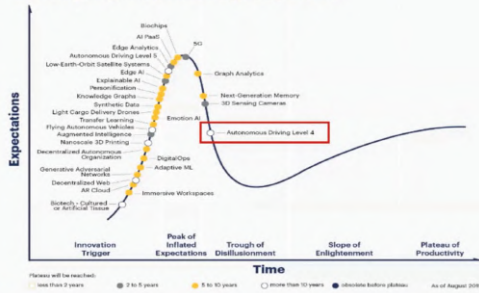 Biochips
AI PaaS
Edge Analytics
Autonomous Driving Level 5
Low-Earth-Orbit Satellite Systems
Edge AI
Explainable AI
Personification
Knowledge Graphs
Synthetic Data
Light Cargo Delivery Drones
Transfer Learning
Flying Autonomous Vehicles
Augmented Intelligence
Nanoscale 3D Printing
Decentralized Autonomous
Organization
Generative Adversarial
Networks
Decentralized Web
AR Cloud
Biotech - Cultured
or Artificial Tissue
Immersive Workspaces
Adaptive ML
DigitalOps
Emotion AI
5G
Graph Analytics
Next-Generation Memory
3D Sensing Cameras
Autonomous Driving Level 4
Expectations
Innovation
Trigger
Peak of
Inflated
Expectations
Trough of
Disillusionment
Slope of
Enlightenment
Plateau of
Productivity
Time
Plateau will be reached:
less than 2 years
2 to 5 years
5 to 10 years
more than 10 years
obsolete before plateau
As of August